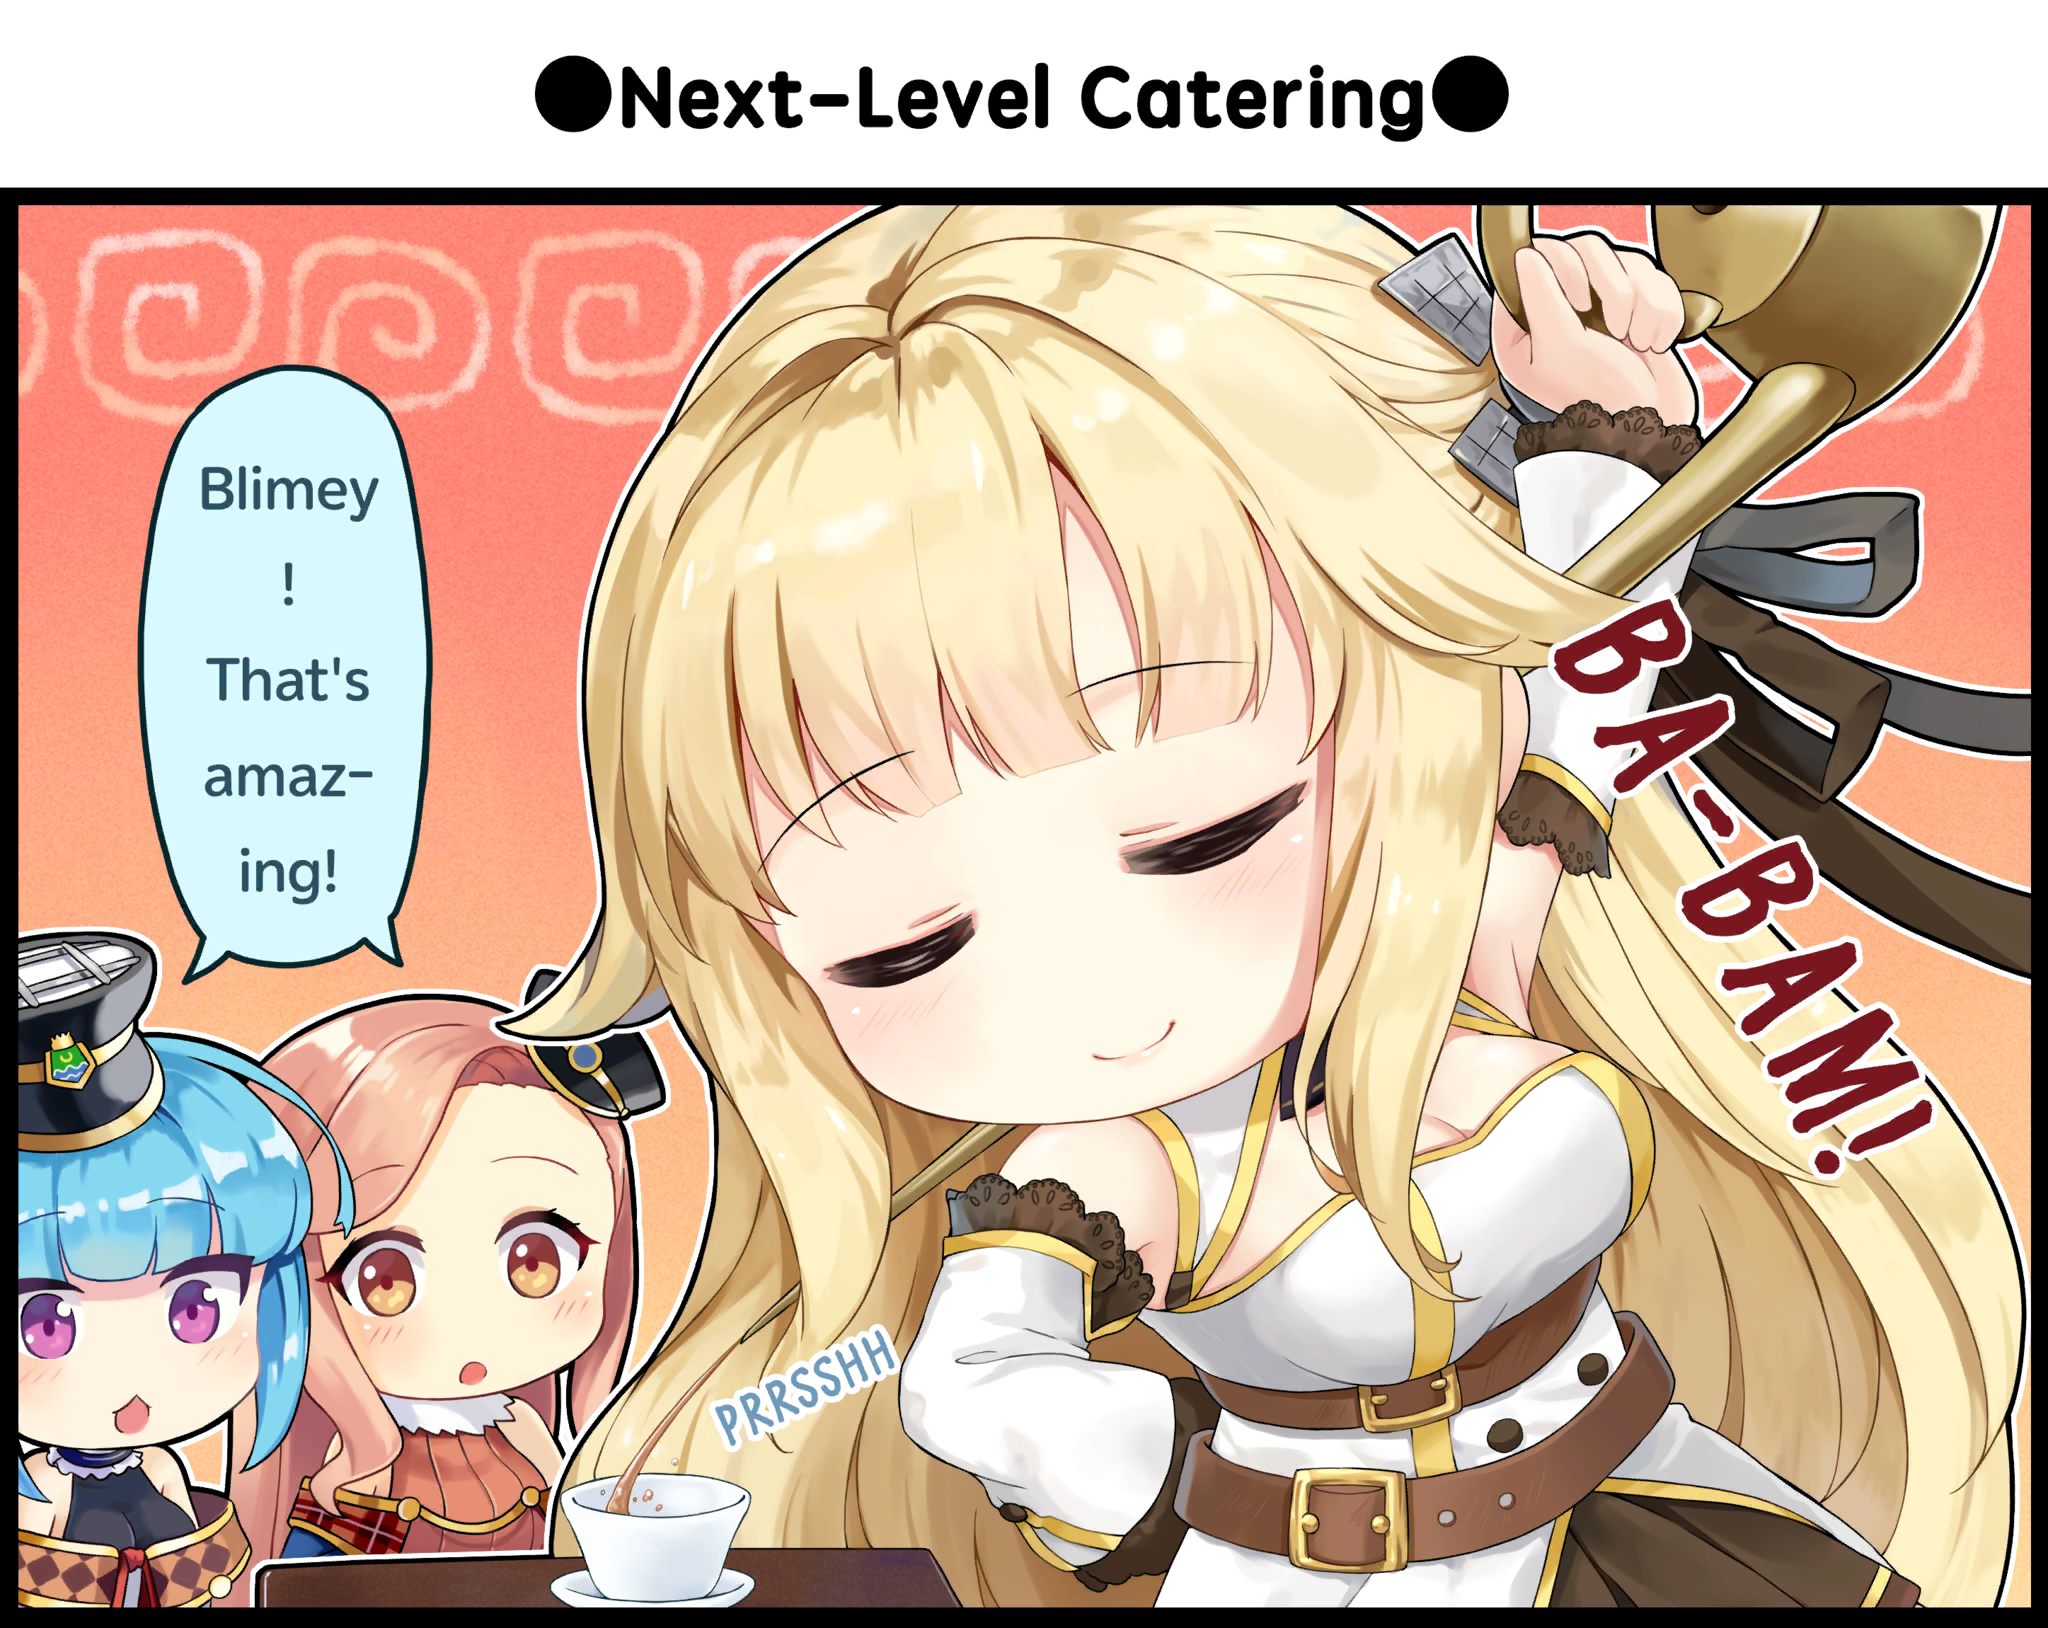 ●Next-Level Catering●
Blimey
!
That's
amaz-
ing!
BA-BAM!
PRRSSHH